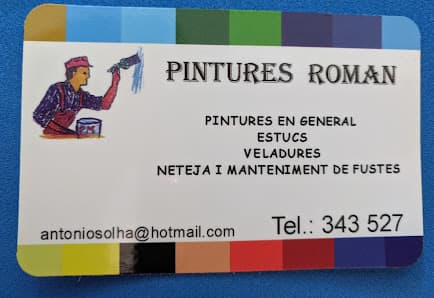 PINTURES ROMAN
PINTURES EN GENERAL
ESTUCS
VELADURES
NETEJA I MANTENIMENT DE FUSTES
antoniosolha@hotmail.com
Tel.: 343 527